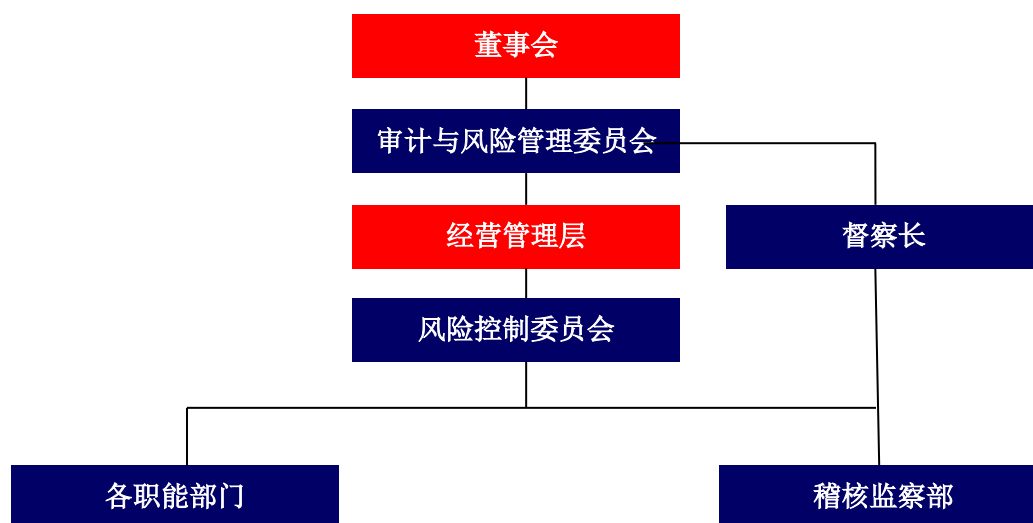 董事会
审计与风险管理委员会
经营管理层
督察长
风险控制委员会
各职能部门
稽核监察部